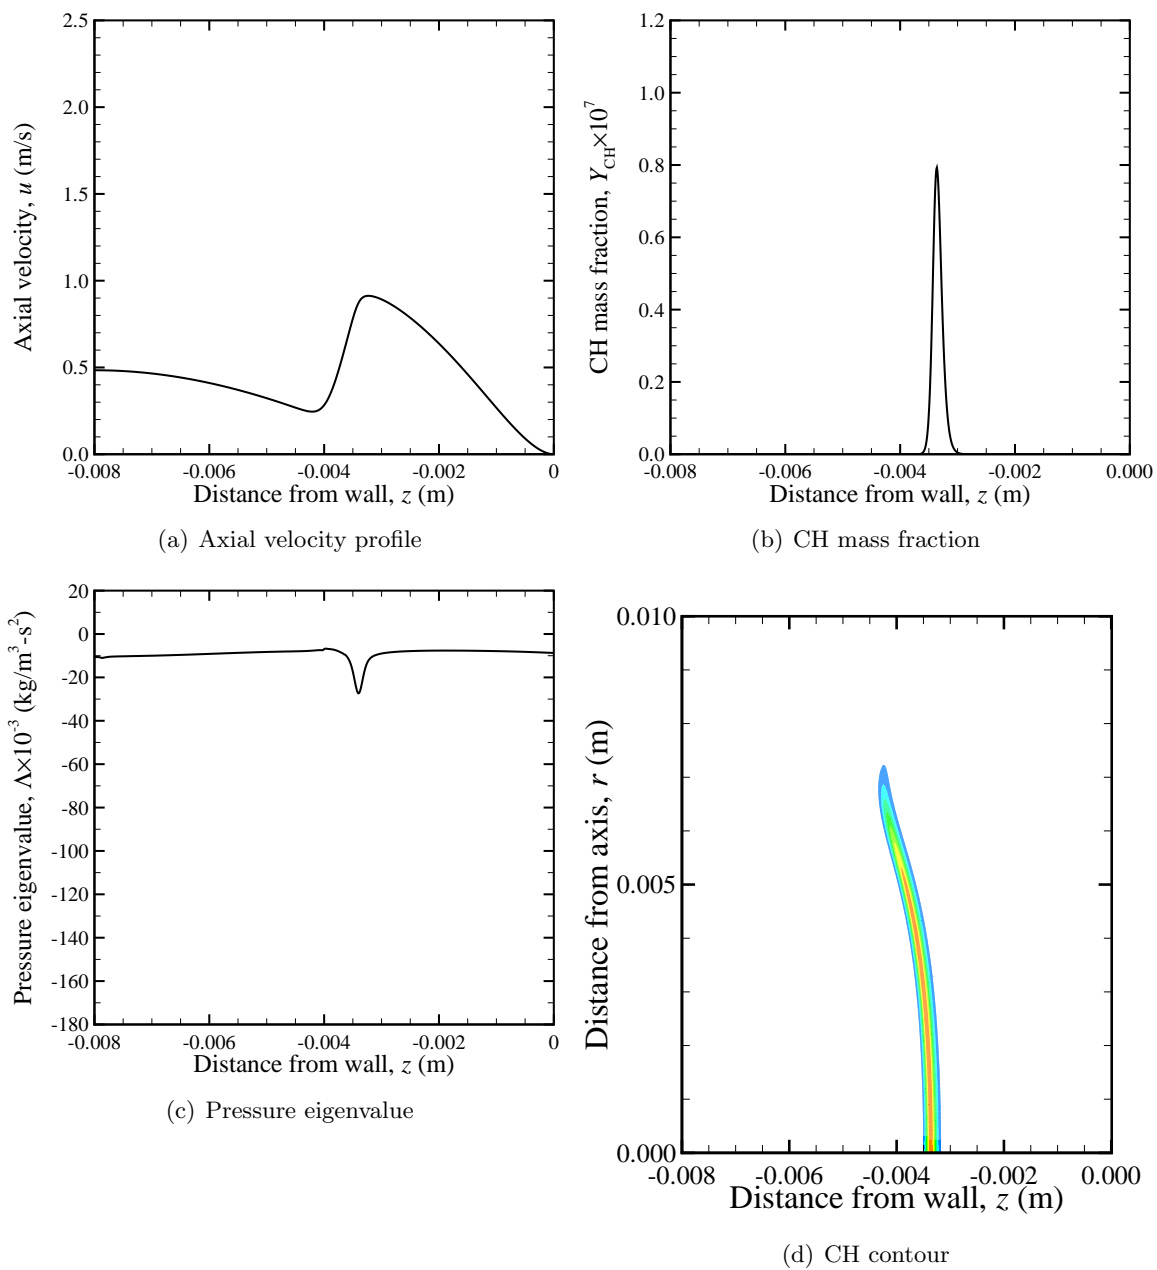 2.5
2.0
1.5
1.0
0.5
0.0
Axial velocity, u (m/s)
-0.008 -0.006 -0.004 -0.002 0
Distance from wall, z (m)
(a) Axial velocity profile
1.2
1.0
0.8
0.6
0.4
0.2
0.0
CH mass fraction, Y_CH×10^7
-0.008 -0.006 -0.004 -0.002 0.000
Distance from wall, z (m)
(b) CH mass fraction
20
0
-20
-40
-60
-80
-100
-120
-140
-160
-180
Pressure eigenvalue, Λ×10^-3 (kg/m^3-s^2)
-0.008 -0.006 -0.004 -0.002 0
Distance from wall, z (m)
(c) Pressure eigenvalue
0.010
0.005
0.000
Distance from axis, r (m)
-0.008 -0.006 -0.004 -0.002 0.000
Distance from wall, z (m)
(d) CH contour